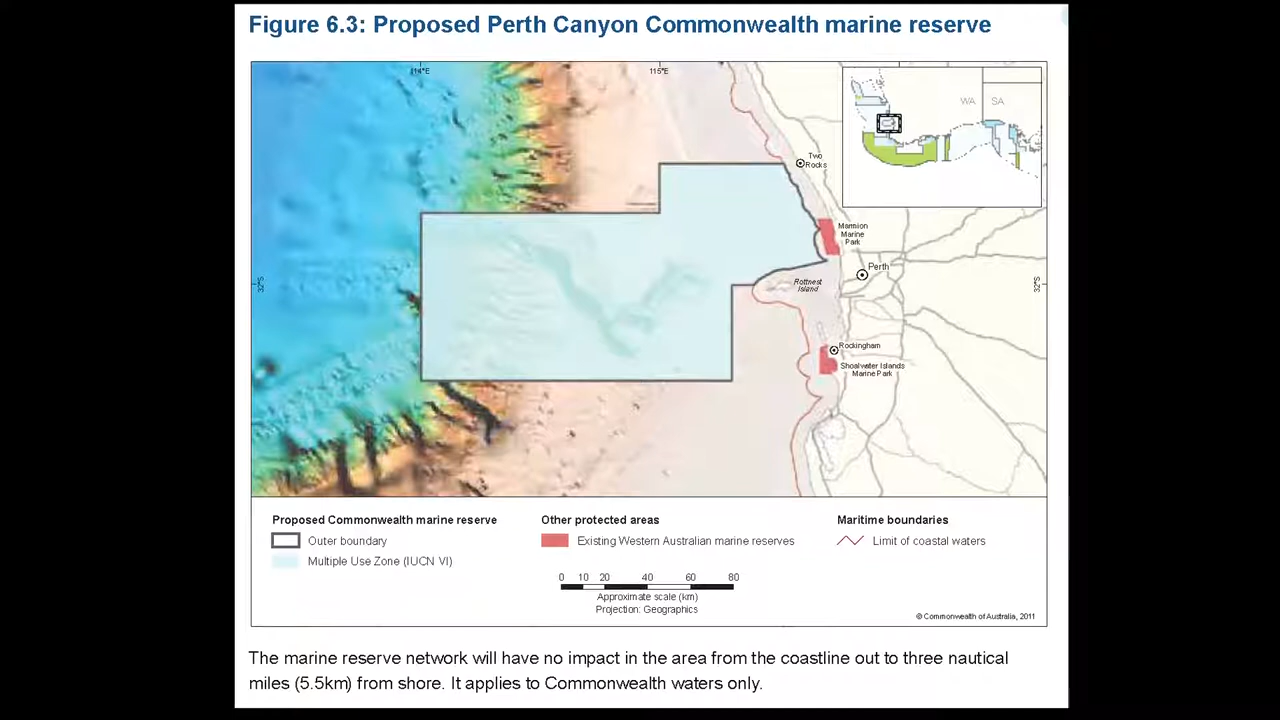 Figure 6.3: Proposed Perth Canyon Commonwealth marine reserve
114°E
115°E
WA SA
Two
Rocks
Marmion
Marine
Park
Perth
32°S
32°S
Rottnest
Island
Rockingham
Shoalwater Islands
Marine Park
Proposed Commonwealth marine reserve
Outer boundary
Multiple Use Zone (IUCN VI)
Other protected areas
Existing Western Australian marine reserves
Maritime boundaries
Limit of coastal waters
0 10 20 40 60 80
Approximate scale (km)
Projection: Geographics
© Commonwealth of Australia, 2011
The marine reserve network will have no impact in the area from the coastline out to three nautical
miles (5.5km) from shore. It applies to Commonwealth waters only.